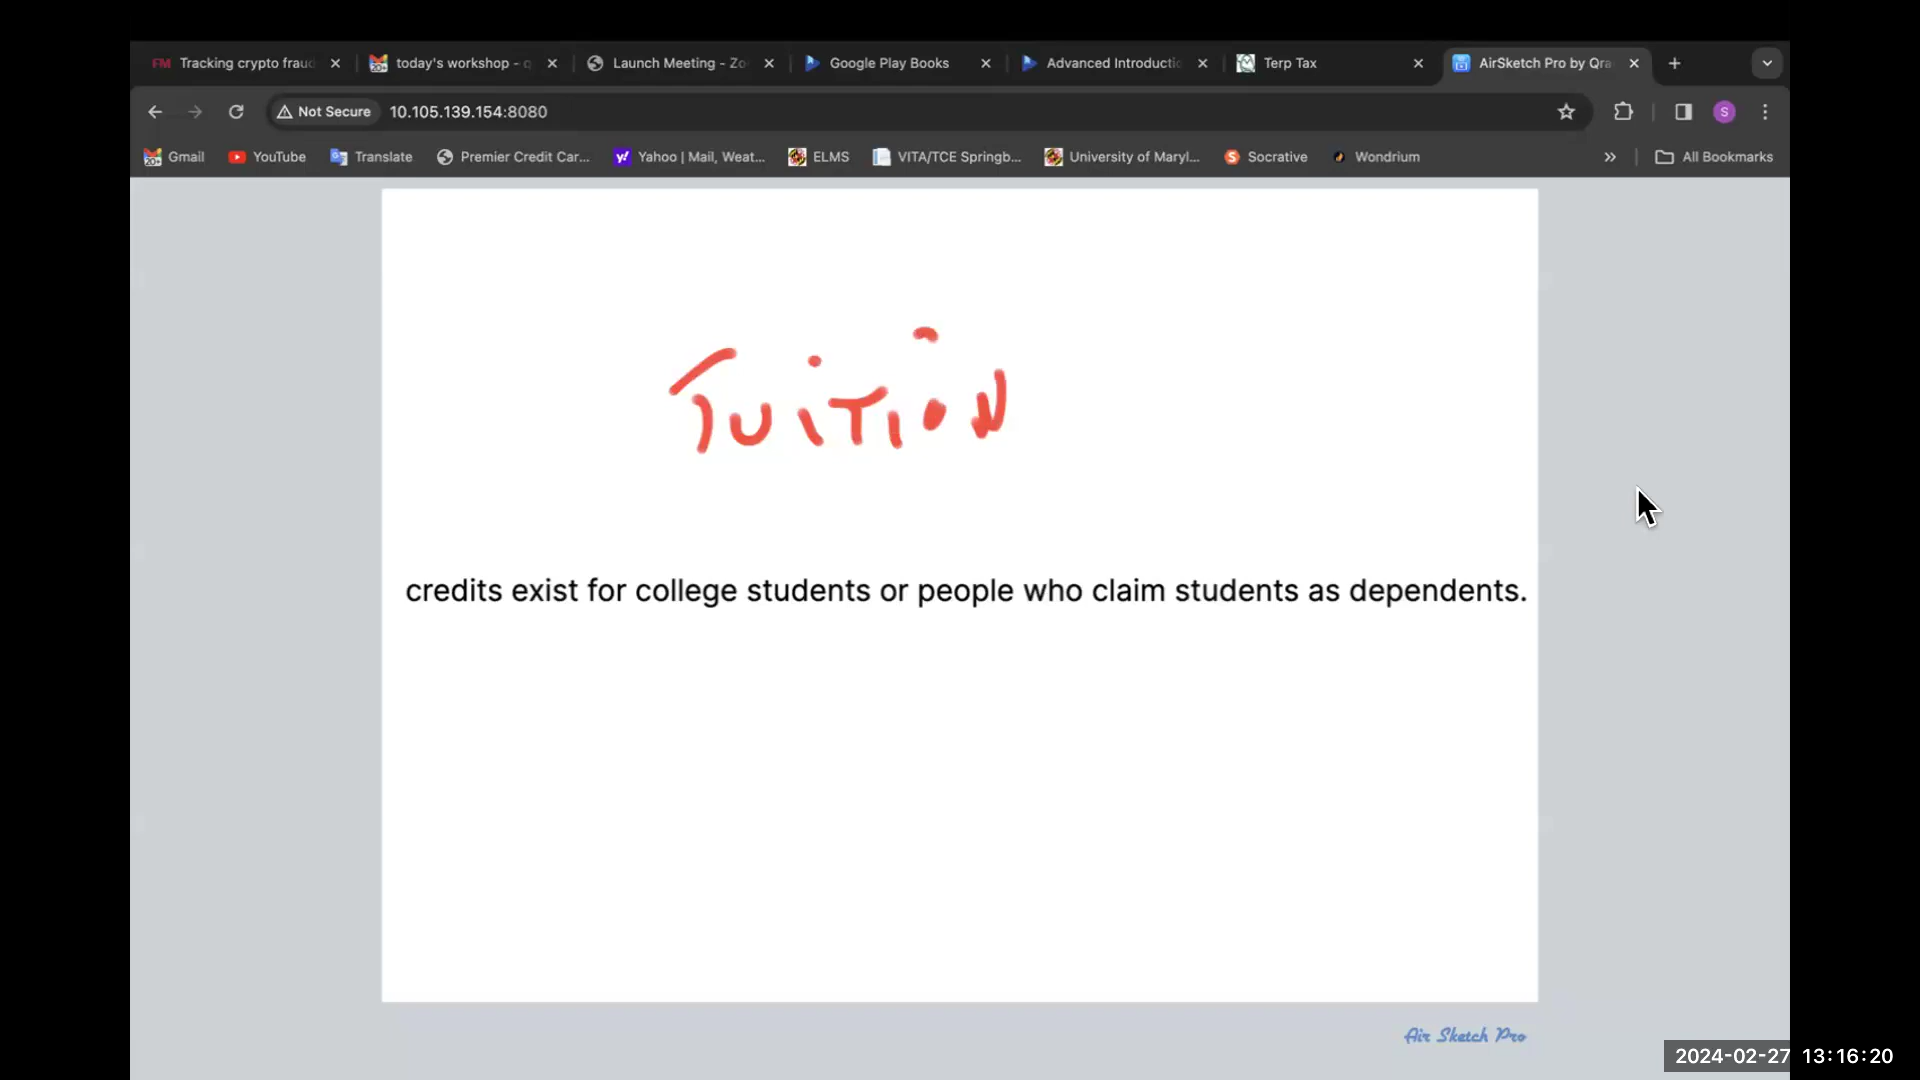 FM Tracking crypto fraud
today's workshop - q
Launch Meeting - Zo
Google Play Books
Advanced Introductio
Terp Tax
AirSketch Pro by Qra
Not Secure 10.105.139.154:8080
S
20+ Gmail
YouTube
Translate
Premier Credit Car...
y! Yahoo | Mail, Weat...
ELMS
VITA/TCE Springb...
University of Maryl...
S Socrative
Wondrium
All Bookmarks
TuiTioN
credits exist for college students or people who claim students as dependents.
Air Sketch Pro
2024-02-27 13:16:20